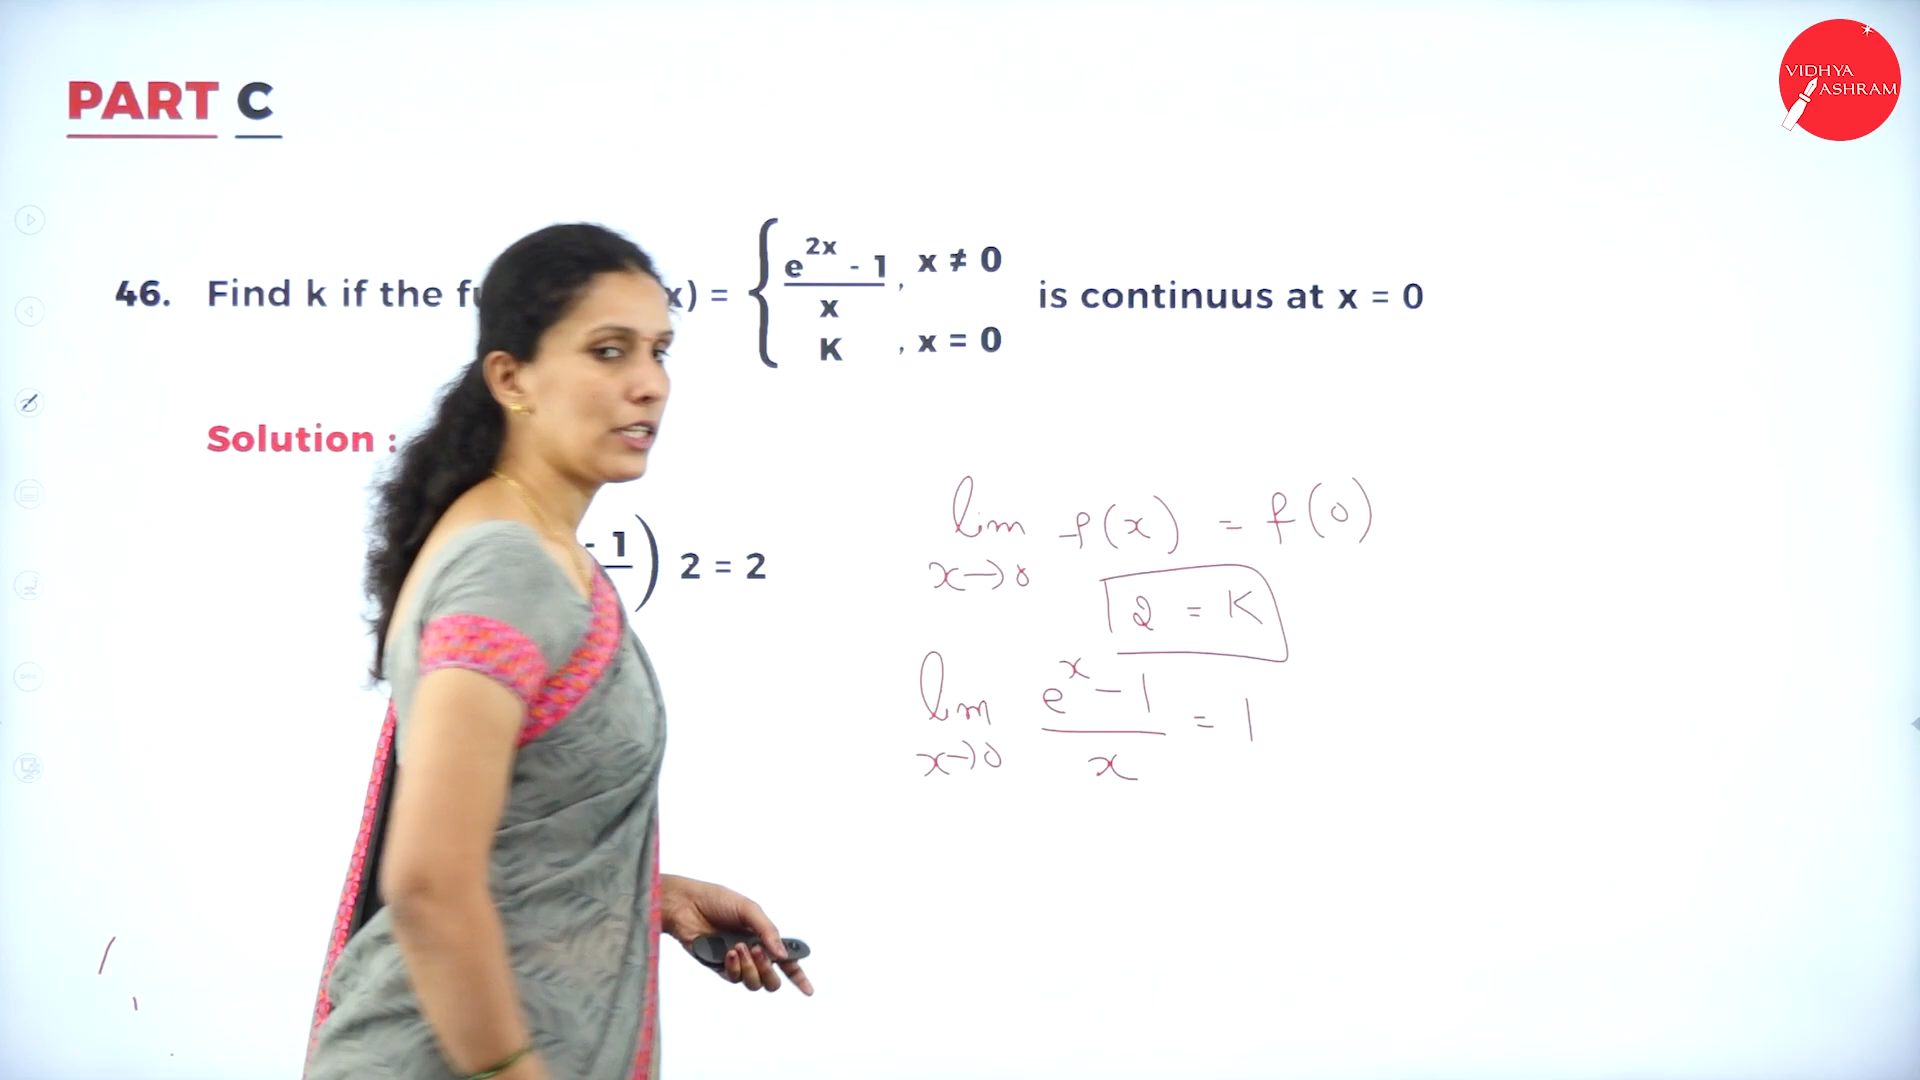 PART C
VIDHYA
ASHRAM
46. Find k if the x) = { e^2x - 1 / x , x ≠ 0
K , x = 0
is continuus at x = 0
Solution :
- 1 ) 2 = 2
lim x→0 f(x) = f(0)
2 = K
lim x→0 e^x - 1 / x = 1